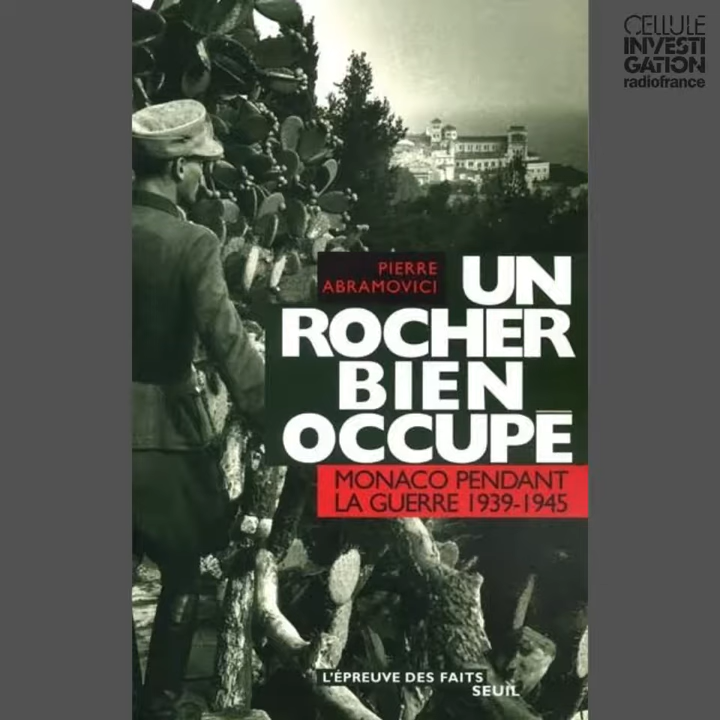 CELLULE
INVESTI
GATION
radiofrance
PIERRE
ABRAMOVICI
UN
ROCHER
BIEN
OCCUPÉ
MONACO PENDANT
LA GUERRE 1939-1945
L'ÉPREUVE DES FAITS
SEUIL